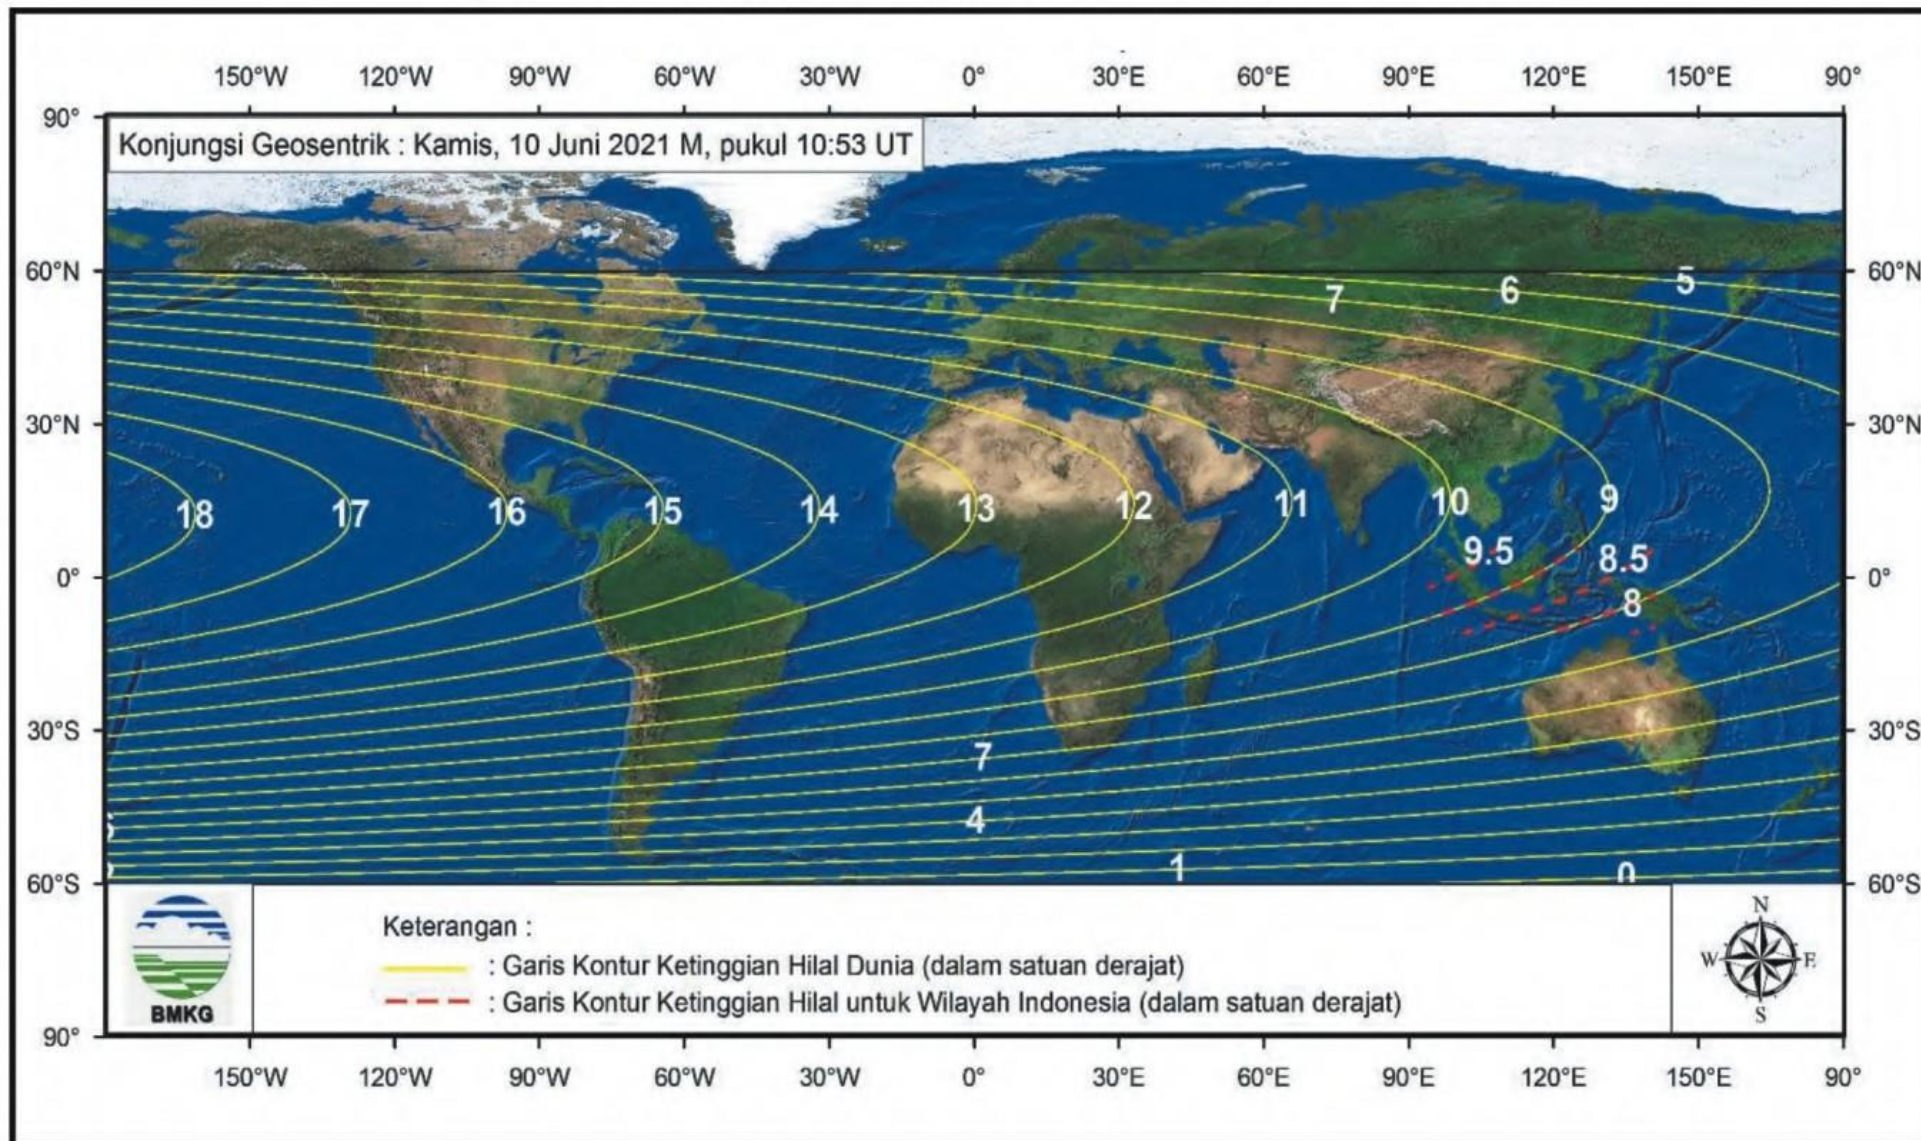 150°W 120°W 90°W 60°W 30°W 0° 30°E 60°E 90°E 120°E 150°E 90°
90°
Konjungsi Geosentrik : Kamis, 10 Juni 2021 M, pukul 10:53 UT
60°N 60°N
7 6 5
30°N 30°N
18 17 16 15 14 13 12 11 10 9
9.5 8.5
0° 0°
8
30°S 30°S
7
4
1 0
60°S 60°S
N
W E
S
Keterangan :
: Garis Kontur Ketinggian Hilal Dunia (dalam satuan derajat)
: Garis Kontur Ketinggian Hilal untuk Wilayah Indonesia (dalam satuan derajat)
BMKG
90° 90°
150°W 120°W 90°W 60°W 30°W 0° 30°E 60°E 90°E 120°E 150°E 90°